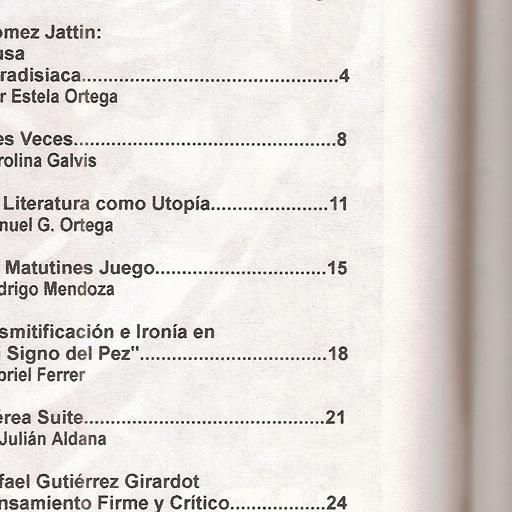 omez Jattin:
usa
radisiaca....................................................4
r Estela Ortega
es Veces.....................................................8
rolina Galvis
Literatura como Utopía........................11
nuel G. Ortega
Matutines Juego...................................15
drigo Mendoza
smitificación e Ironía en
Signo del Pez"......................................18
briel Ferrer
érea Suite.................................................21
Julián Aldana
fael Gutiérrez Girardot
nsamiento Firme y Crítico....................24